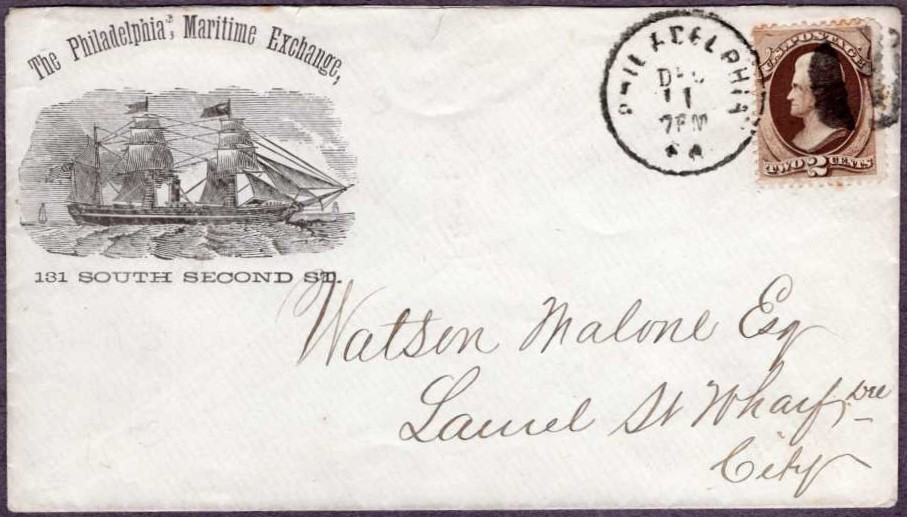 The Philadelphia Maritime Exchange,
131 SOUTH SECOND ST.
PHILADELPHIA
DEC
11
7PM
PA
U.S. POSTAGE
TWO 2 CENTS
Watson Malone Esq
Laurel St Wharf
City